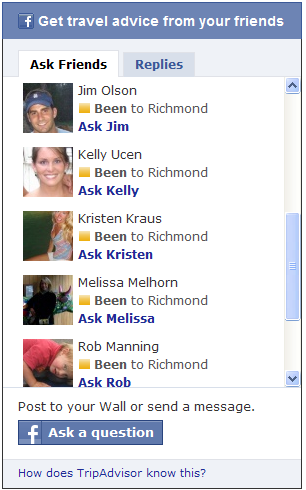 Get travel advice from your friends
Ask Friends
Replies
Jim Olson
Been to Richmond
Ask Jim
Kelly Ucen
Been to Richmond
Ask Kelly
Kristen Kraus
Been to Richmond
Ask Kristen
Melissa Melhorn
Been to Richmond
Ask Melissa
Rob Manning
Been to Richmond
Ask Rob
Post to your Wall or send a message.
Ask a question
How does TripAdvisor know this?